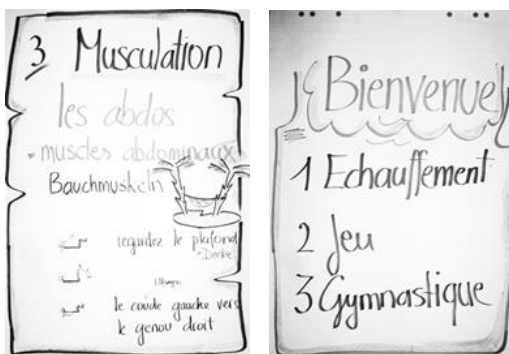 3 Musculation
les abdos
= muscles abdominaux
Bauchmuskeln
regardez le plafond
= Decke
le coude gauche vers
le genou droit
Bienvenue
1 Echauffement
2 Jeu
3 Gymnastique